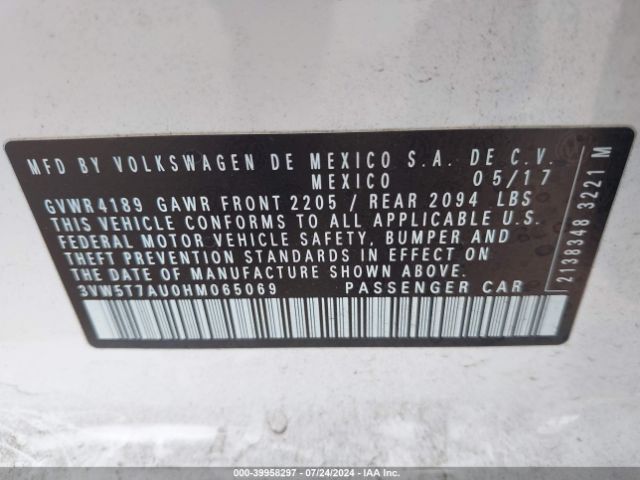 MFD BY VOLKSWAGEN DE MEXICO S.A. DE C.V.
MEXICO 05/17
GVWR 4189 GAWR FRONT 2205 / REAR 2094 LBS
THIS VEHICLE CONFORMS TO ALL APPLICABLE U.S.
FEDERAL MOTOR VEHICLE SAFETY, BUMPER AND
THEFT PREVENTION STANDARDS IN EFFECT ON
THE DATE OF MANUFACTURE SHOWN ABOVE.
3VW5T7AU0HM065069 PASSENGER CAR
2138348 3221 M
000-39958297 - 07/24/2024 - IAA Inc.